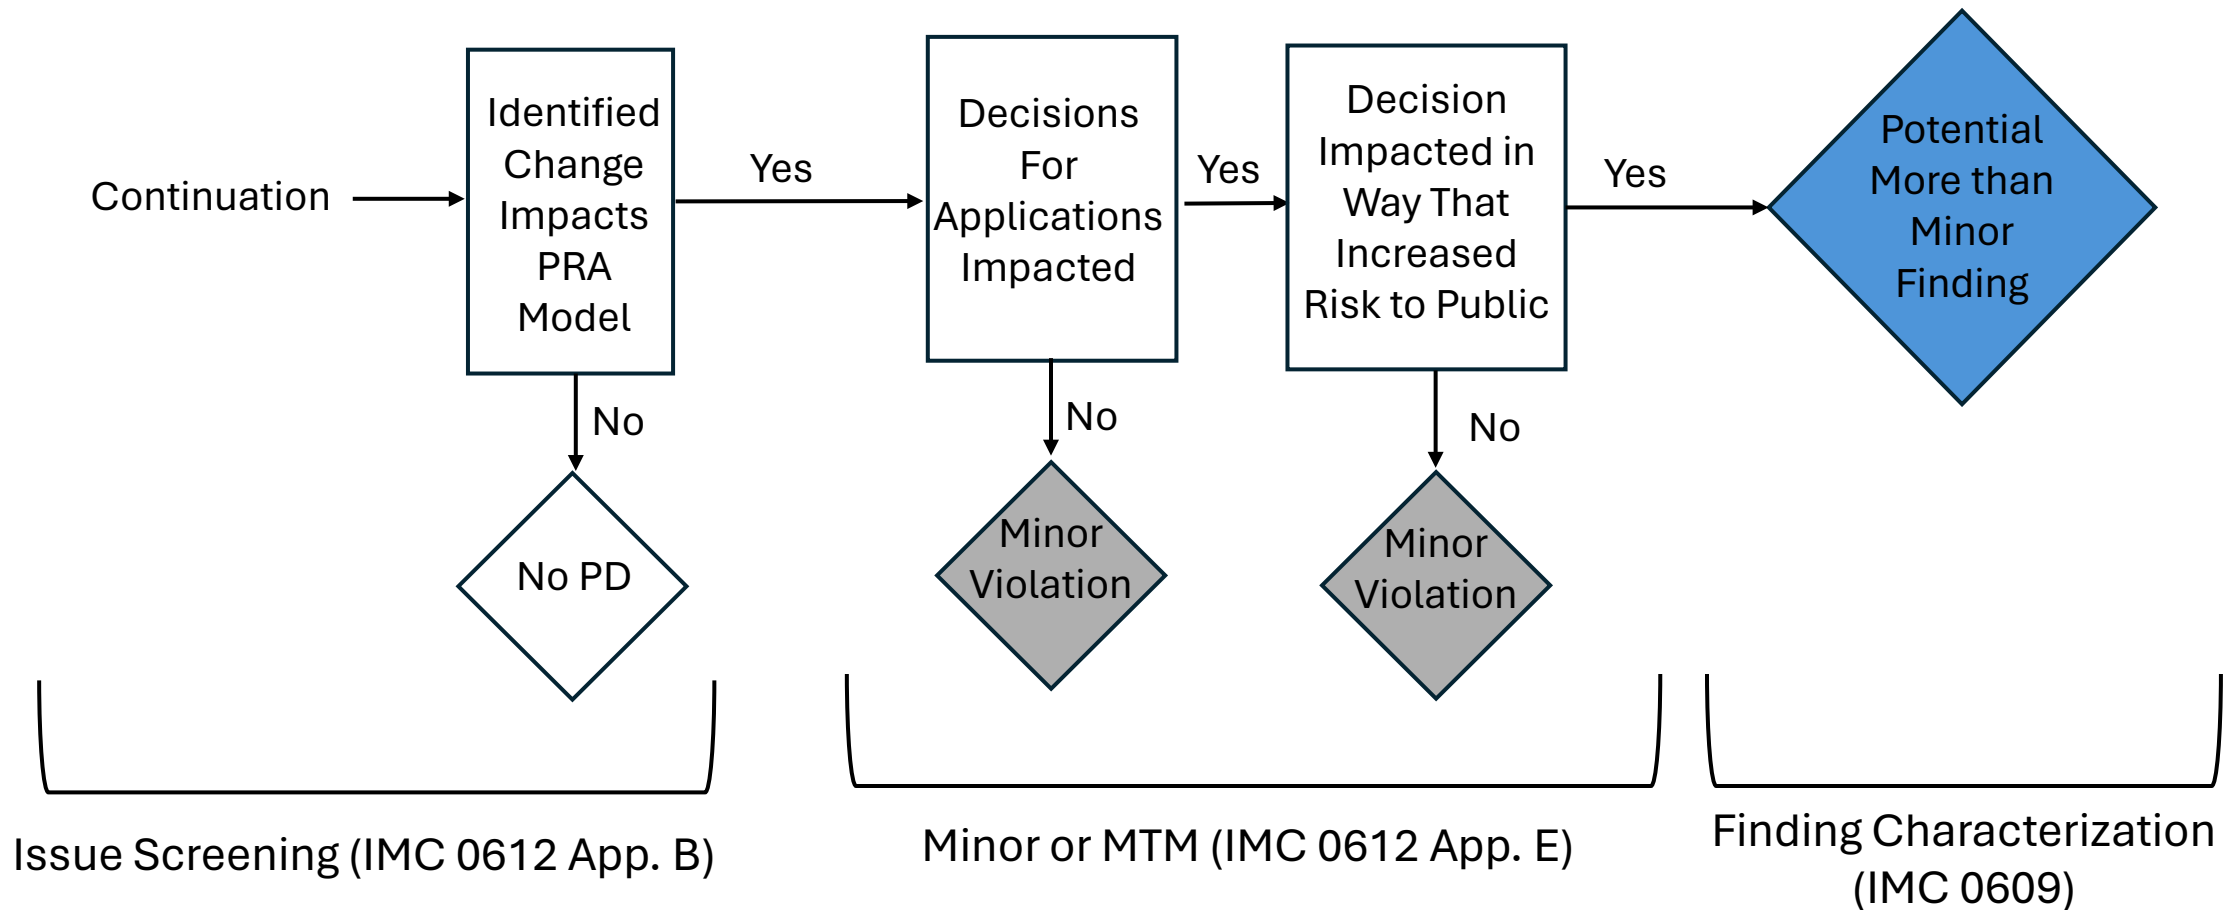 Continuation
Identified
Change
Impacts
PRA
Model
Yes
Decisions
For
Applications
Impacted
Yes
Decision
Impacted in
Way That
Increased
Risk to Public
Yes
Potential
More than
Minor
Finding
No
No
No
No PD
Minor
Violation
Minor
Violation
Issue Screening (IMC 0612 App. B)
Minor or MTM (IMC 0612 App. E)
Finding Characterization
(IMC 0609)